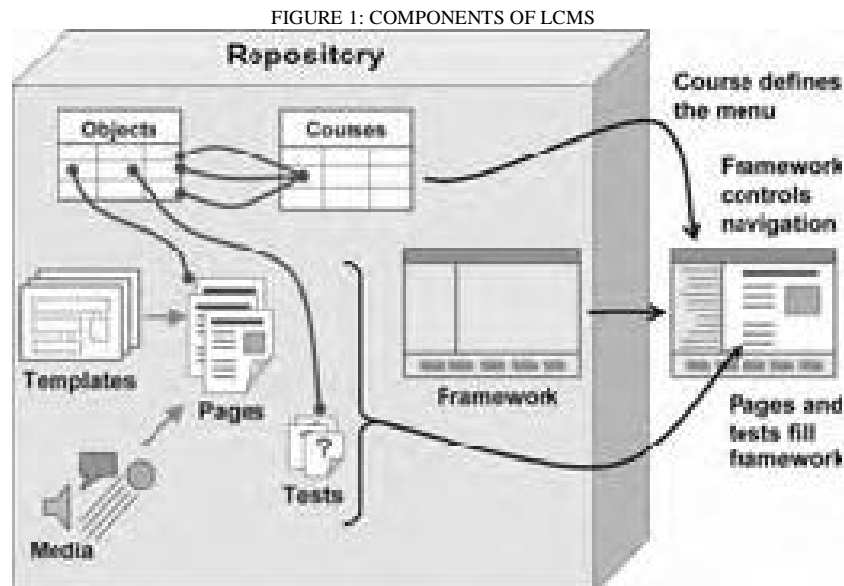 FIGURE 1: COMPONENTS OF LCMS
Repository
Course defines
the menu
Objects
Courses
Framework
controls
navigation
Templates
Pages
Framework
Pages and
tests fill
framework
?
Tests
Media